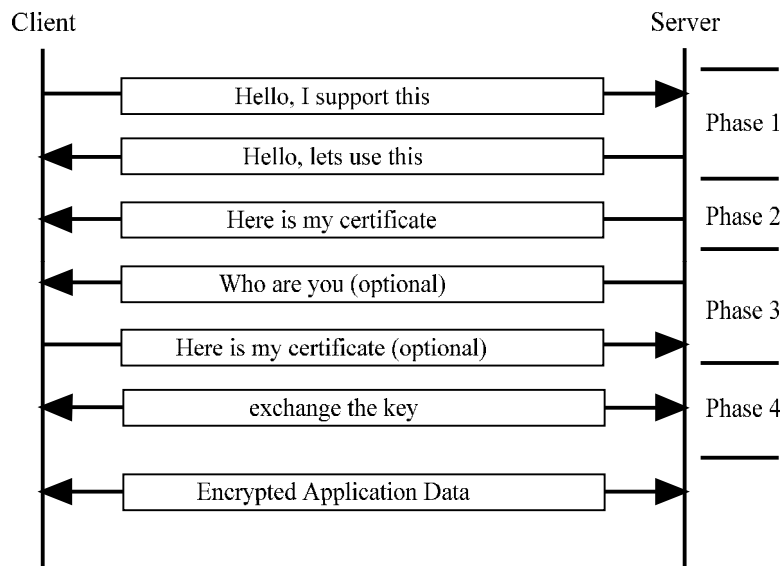 Client
Server
Hello, I support this
Phase 1
Hello, lets use this
Here is my certificate
Phase 2
Who are you (optional)
Phase 3
Here is my certificate (optional)
exchange the key
Phase 4
Encrypted Application Data